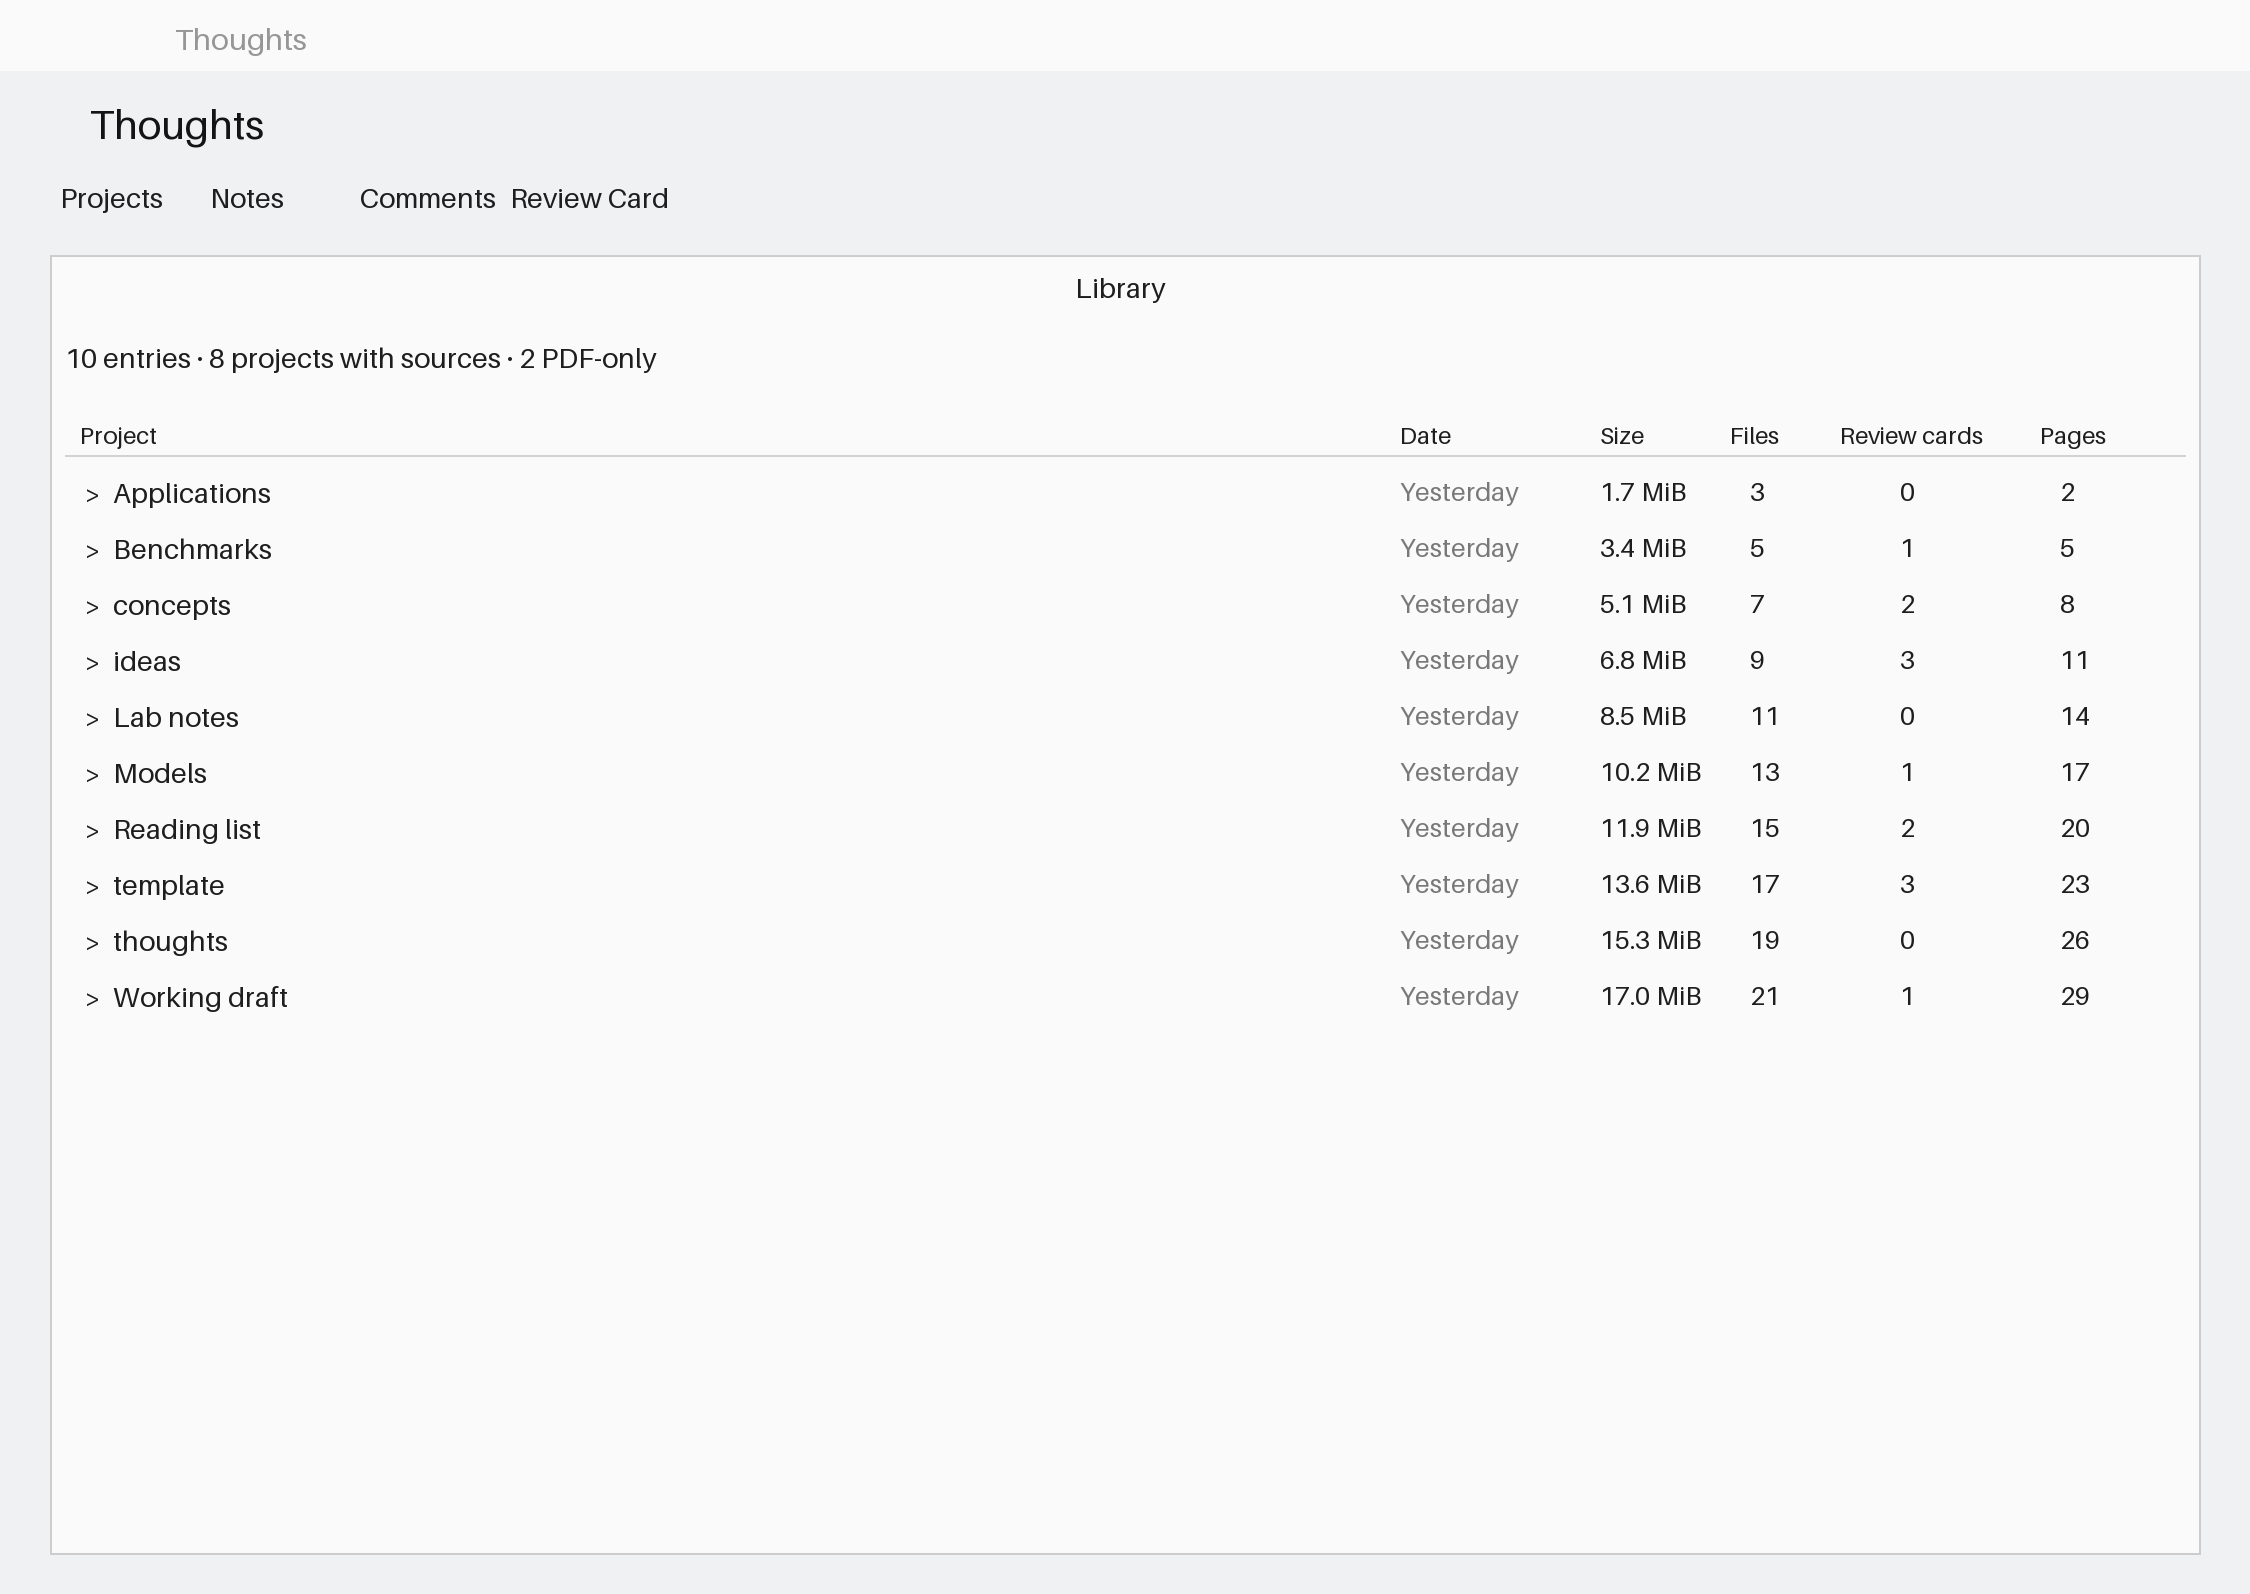 Thoughts
Thoughts
Projects Notes Comments Review Card
Library
10 entries · 8 projects with sources · 2 PDF-only
Project Date Size Files Review cards Pages
> Applications Yesterday 1.7 MiB 3 0 2
> Benchmarks Yesterday 3.4 MiB 5 1 5
> concepts Yesterday 5.1 MiB 7 2 8
> ideas Yesterday 6.8 MiB 9 3 11
> Lab notes Yesterday 8.5 MiB 11 0 14
> Models Yesterday 10.2 MiB 13 1 17
> Reading list Yesterday 11.9 MiB 15 2 20
> template Yesterday 13.6 MiB 17 3 23
> thoughts Yesterday 15.3 MiB 19 0 26
> Working draft Yesterday 17.0 MiB 21 1 29